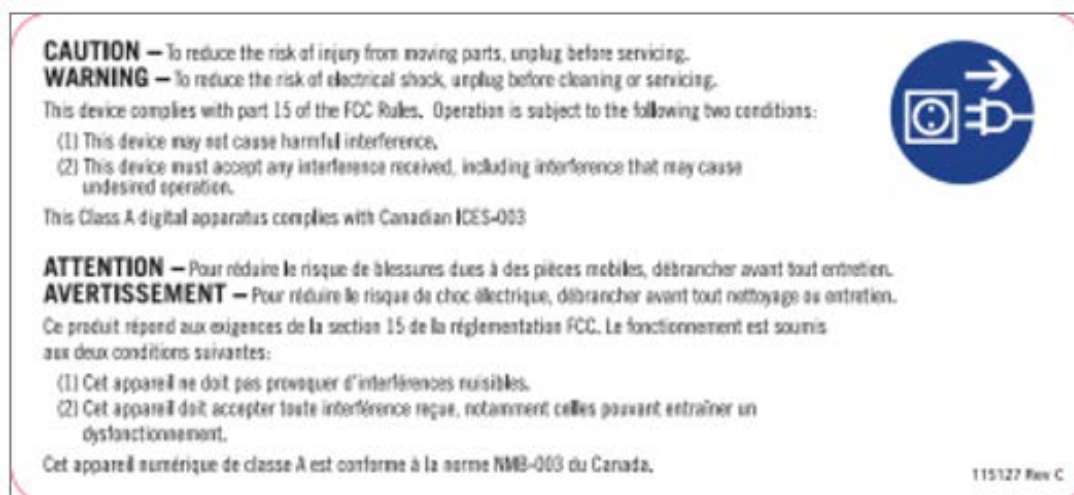 CAUTION – To reduce the risk of injury from moving parts, unplug before servicing.
WARNING – To reduce the risk of electrical shock, unplug before cleaning or servicing.
This device complies with part 15 of the FCC Rules. Operation is subject to the following two conditions:
(1) This device may not cause harmful interference.
(2) This device must accept any interference received, including interference that may cause
undesired operation.
This Class A digital apparatus complies with Canadian ICES-003
ATTENTION – Pour réduire le risque de blessures dues à des pièces mobiles, débrancher avant tout entretien.
AVERTISSEMENT – Pour réduire le risque de choc électrique, débrancher avant tout nettoyage ou entretien.
Ce produit répond aux exigences de la section 15 de la réglementation FCC. Le fonctionnement est soumis
aux deux conditions suivantes:
(1) Cet appareil ne doit pas provoquer d'interférences nuisibles.
(2) Cet appareil doit accepter toute interférence reçue, notamment celles pouvant entraîner un
dysfonctionnement.
Cet appareil numérique de classe A est conforme à la norme NMB-003 du Canada.
115127 Rev C